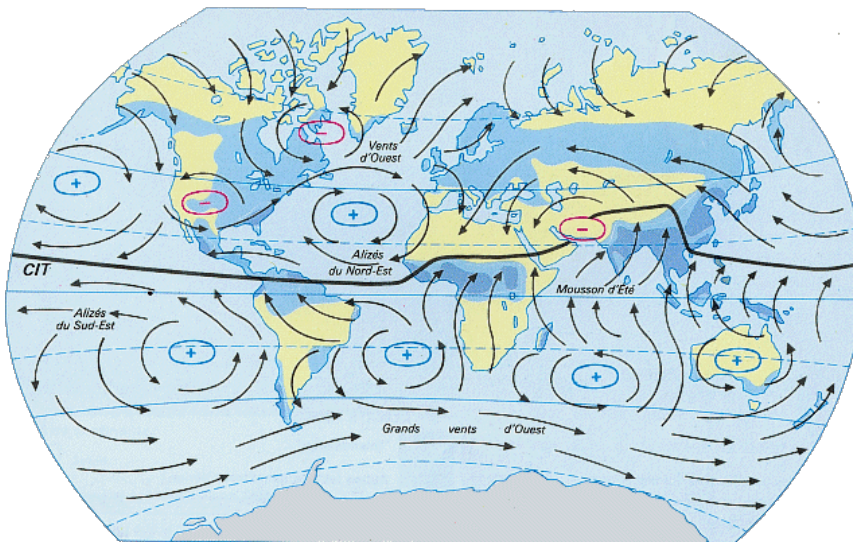 Vents
d'Ouest
Alizés
du Nord-Est
CIT
Mousson d'Été
Alizés
du Sud-Est
Grands vents d'Ouest
+
+
+
+
+
+
-
-
-